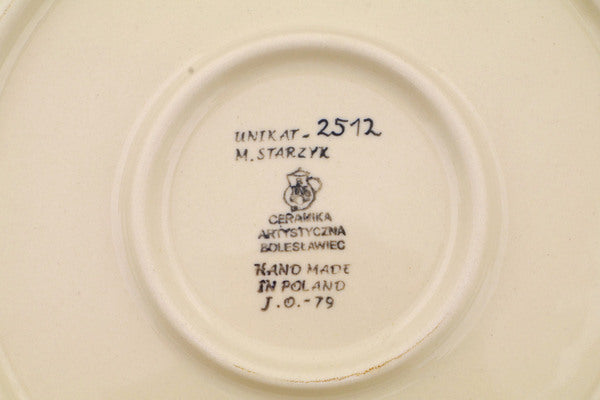 UNIKAT - 2512
M. STARZYK
CERAMIKA
ARTYSTYCZNA
BOLESŁAWIEC
HAND MADE
IN POLAND
J.O.-79